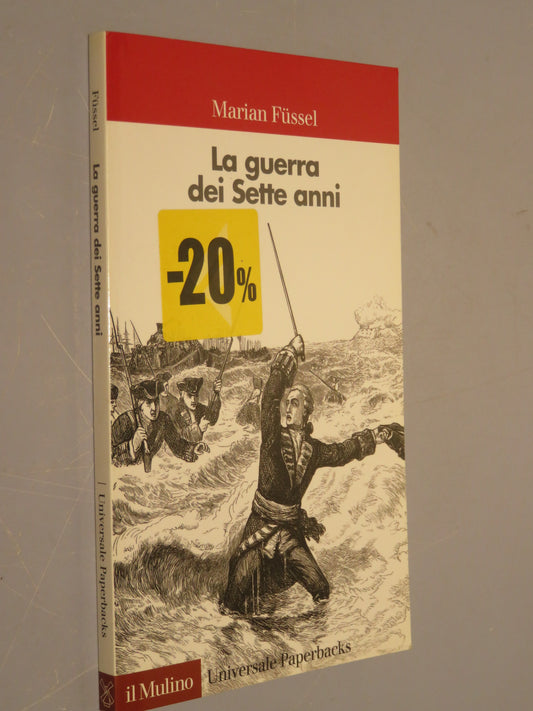 Marian Füssel
La guerra
dei Sette anni
-20%
il Mulino
Universale Paperbacks
Füssel
La guerra dei Sette anni
Universale Paperbacks